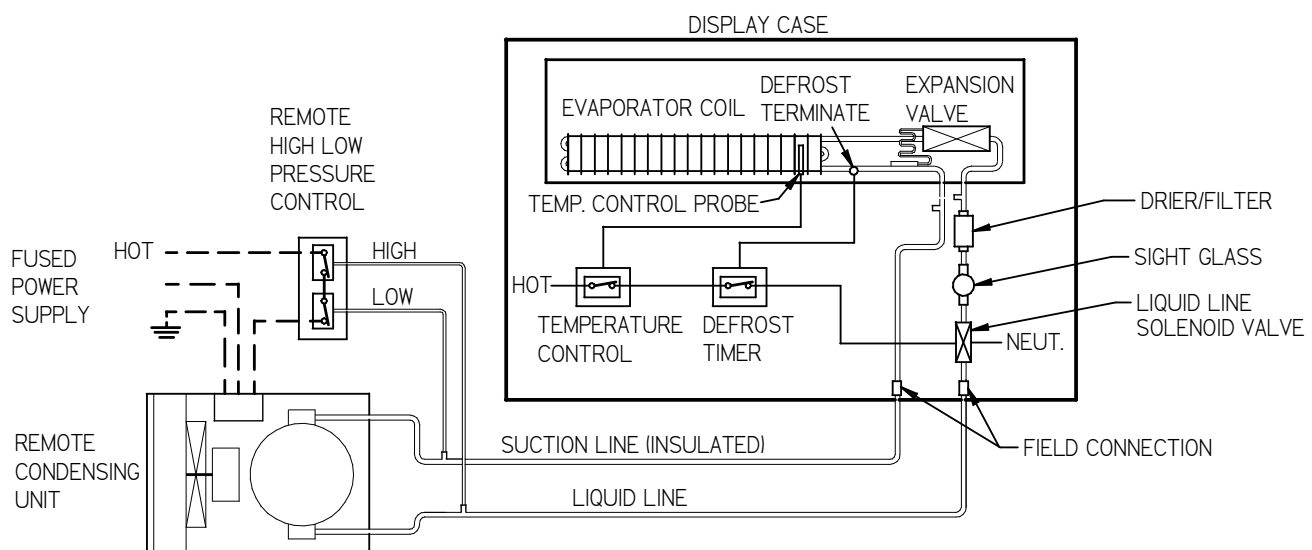 DISPLAY CASE
DEFROST
TERMINATE
EXPANSION
VALVE
EVAPORATOR COIL
TEMP. CONTROL PROBE
REMOTE
HIGH LOW
PRESSURE
CONTROL
DRIER/FILTER
SIGHT GLASS
LIQUID LINE
SOLENOID VALVE
NEUT.
FUSED
POWER
SUPPLY
HOT
HIGH
LOW
HOT
TEMPERATURE
CONTROL
DEFROST
TIMER
REMOTE
CONDENSING
UNIT
SUCTION LINE (INSULATED)
FIELD CONNECTION
LIQUID LINE